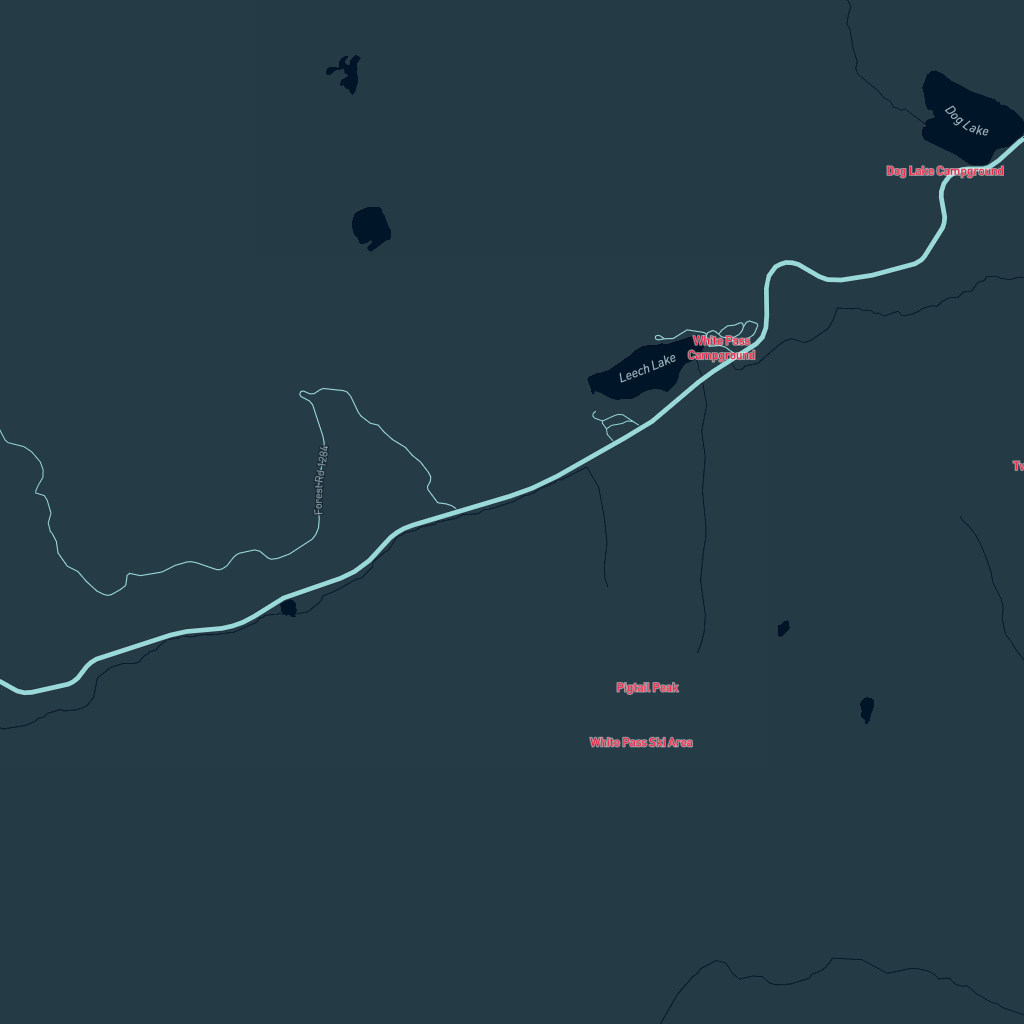 Dog Lake
Dog Lake Campground
White Pass
Campground
Leech Lake
Forest Rd 1284
Pigtail Peak
White Pass Ski Area